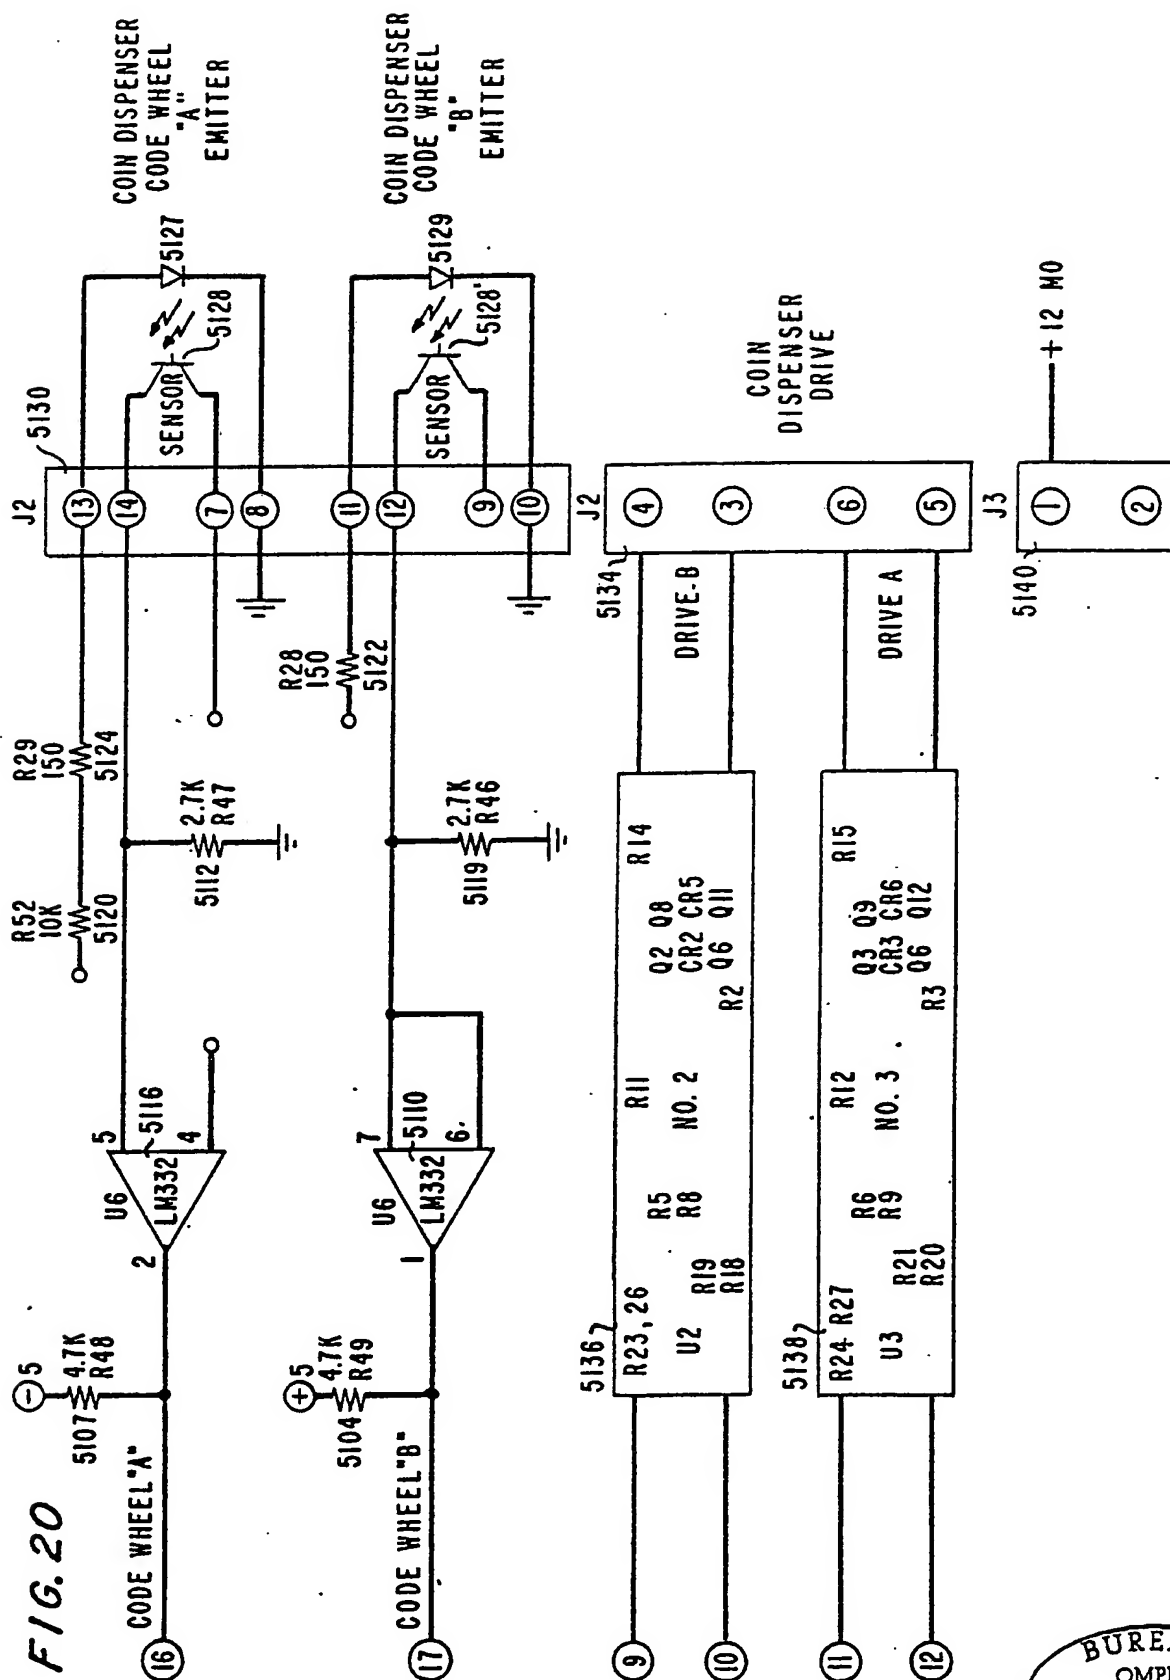 FIG. 20
COIN DISPENSER
CODE WHEEL
"A"
EMITTER
5127
5128
SENSOR
J2
5130
13
14
7
8
R29
150
5124
R52
10K
5120
2.7K
R47
5112
5
4
5116
U6
LM332
2
5
4.7K
R48
5107
CODE WHEEL "A"
16
COIN DISPENSER
CODE WHEEL
"B"
EMITTER
5129
5128'
SENSOR
11
12
9
10
R28
150
5122
2.7K
R46
5119
7
6
5110
U6
LM332
1
5
4.7K
R49
5104
CODE WHEEL "B"
17
COIN
DISPENSER
DRIVE
J2
4
3
6
5
5134
DRIVE-B
DRIVE A
5136
R23, 26
U2
R19
R18
R5
R8
R11
NO. 2
R2
Q2 Q8
CR2 CR5
Q6 Q11
R14
9
10
5138
R24 R27
U3
R21
R20
R6
R9
R12
NO. 3
R3
Q3 Q9
CR3 CR6
Q6 Q12
R15
11
12
J3
1
2
5140
+12 MO